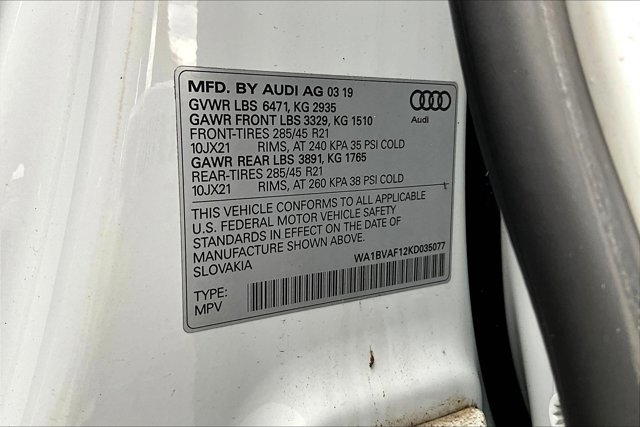 MFD. BY AUDI AG 03 19
GVWR LBS 6471, KG 2935
GAWR FRONT LBS 3329, KG 1510
FRONT-TIRES 285/45 R21
10JX21 RIMS, AT 240 KPA 35 PSI COLD
GAWR REAR LBS 3891, KG 1765
REAR-TIRES 285/45 R21
10JX21 RIMS, AT 260 KPA 38 PSI COLD
Audi
THIS VEHICLE CONFORMS TO ALL APPLICABLE
U.S. FEDERAL MOTOR VEHICLE SAFETY
STANDARDS IN EFFECT ON DATE OF
MANUFACTURE SHOWN ABOVE.
SLOVAKIA
WA1BVAF12KD035077
TYPE:
MPV